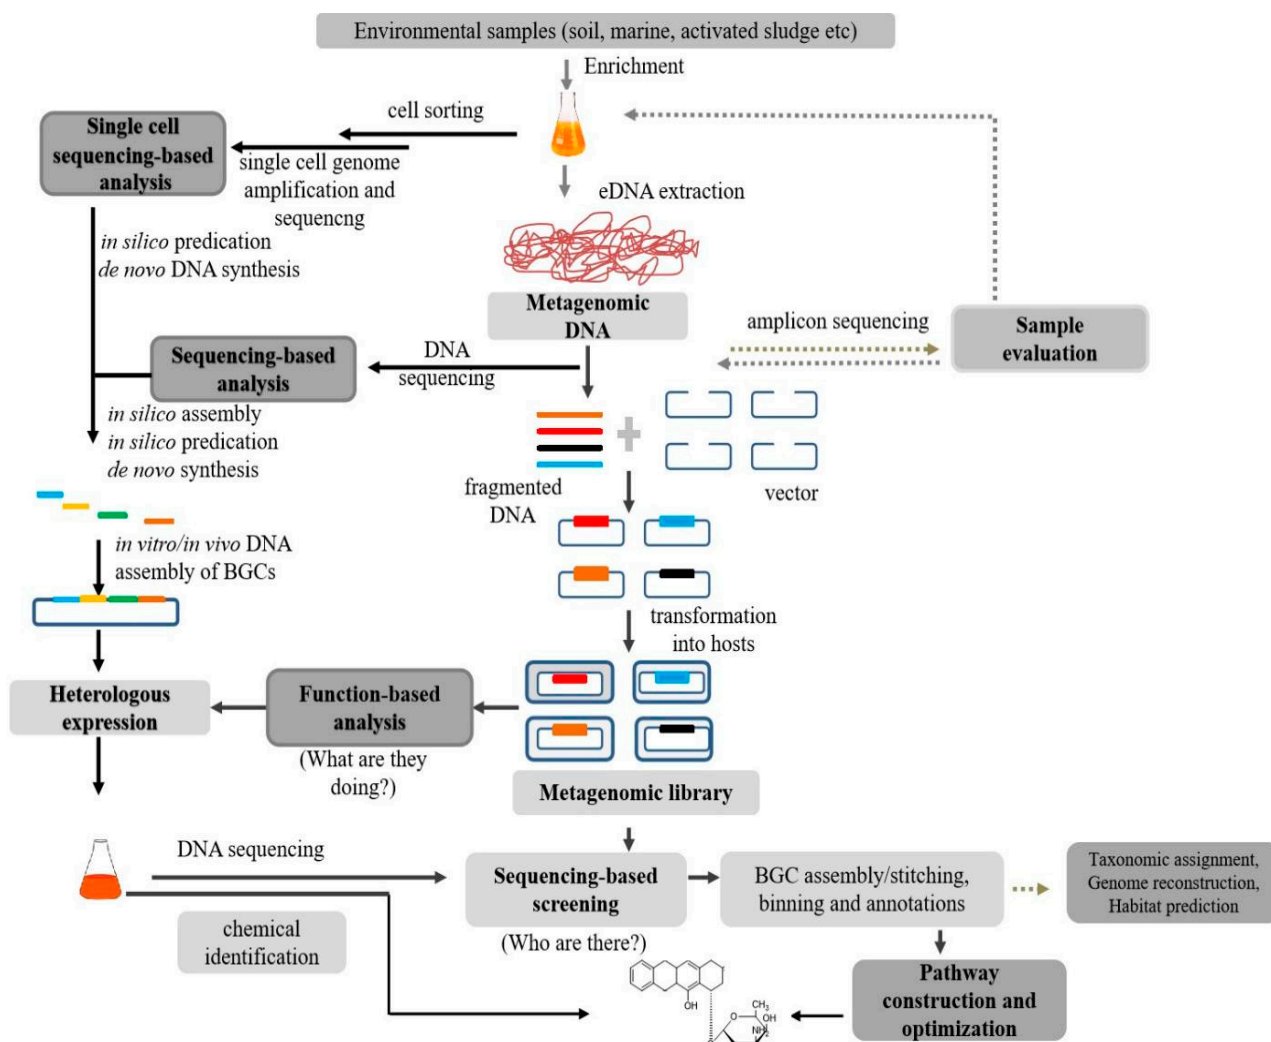 Environmental samples (soil, marine, activated sludge etc)
Enrichment
cell sorting
Single cell
sequencing-based
analysis
single cell genome
amplification and
sequencng
eDNA extraction
in silico predication
de novo DNA synthesis
Metagenomic
DNA
amplicon sequencing
Sample
evaluation
Sequencing-based
analysis
DNA
sequencing
in silico assembly
in silico predication
de novo synthesis
fragmented
DNA
vector
in vitro/in vivo DNA
assembly of BGCs
transformation
into hosts
Heterologous
expression
Function-based
analysis
(What are they
doing?)
Metagenomic library
DNA sequencing
Sequencing-based
screening
(Who are there?)
BGC assembly/stitching,
binning and annotations
Taxonomic assignment,
Genome reconstruction,
Habitat prediction
chemical
identification
Pathway
construction and
optimization
OH
CH3
O
OH
NH2